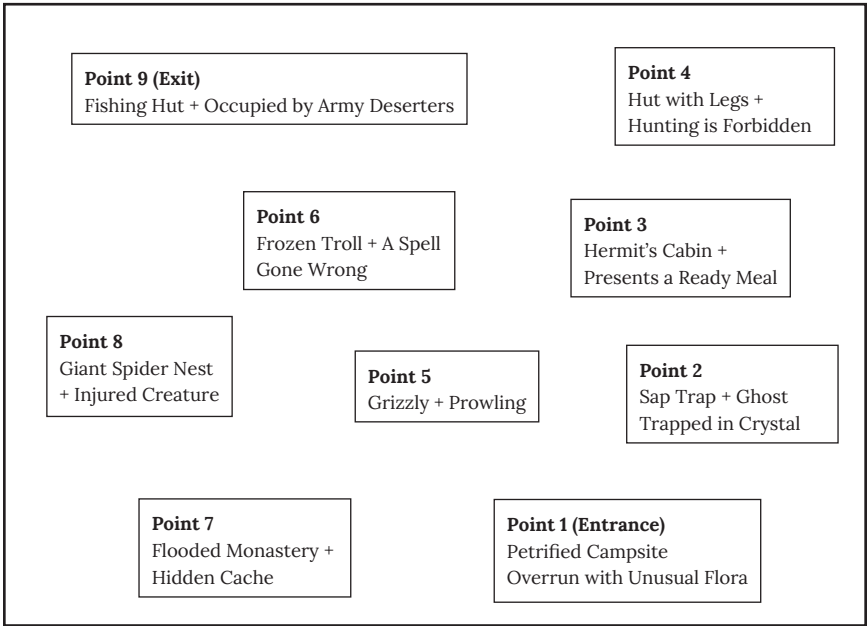 Point 9 (Exit)
Fishing Hut + Occupied by Army Deserters
Point 4
Hut with Legs +
Hunting is Forbidden
Point 6
Frozen Troll + A Spell
Gone Wrong
Point 3
Hermit's Cabin +
Presents a Ready Meal
Point 8
Giant Spider Nest
+ Injured Creature
Point 5
Grizzly + Prowling
Point 2
Sap Trap + Ghost
Trapped in Crystal
Point 7
Flooded Monastery +
Hidden Cache
Point 1 (Entrance)
Petrified Campsite
Overrun with Unusual Flora